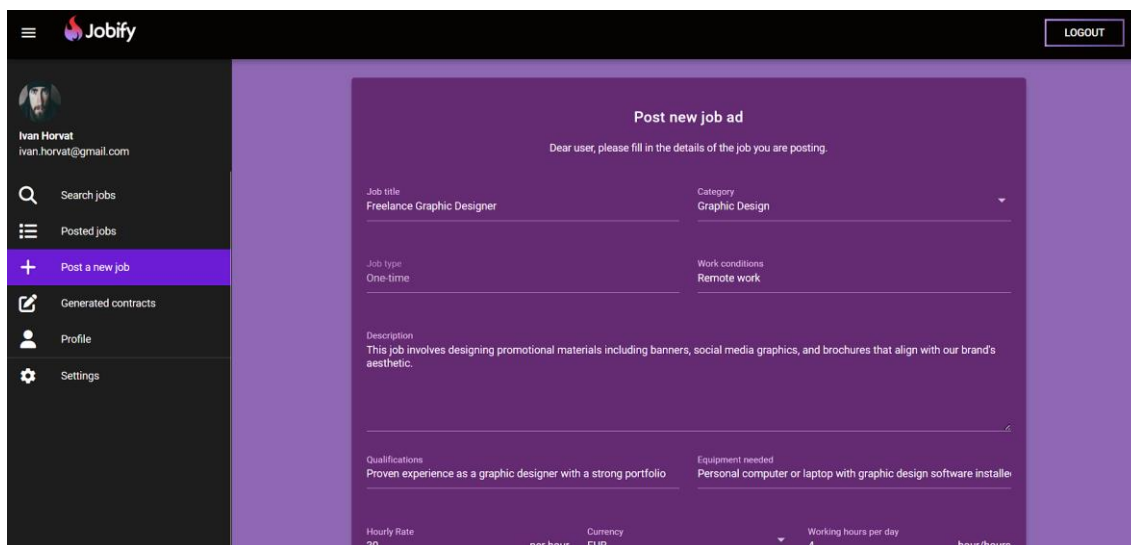 Jobify
LOGOUT
Ivan Horvat
ivan.horvat@gmail.com
Search jobs
Posted jobs
Post a new job
Generated contracts
Profile
Settings
Post new job ad
Dear user, please fill in the details of the job you are posting.
Job title
Freelance Graphic Designer
Category
Graphic Design
Job type
One-time
Work conditions
Remote work
Description
This job involves designing promotional materials including banners, social media graphics, and brochures that align with our brand's
aesthetic.
Qualifications
Proven experience as a graphic designer with a strong portfolio
Equipment needed
Personal computer or laptop with graphic design software
Hourly Rate
per hour
Currency
EUR
Working hours per day
hour/hours